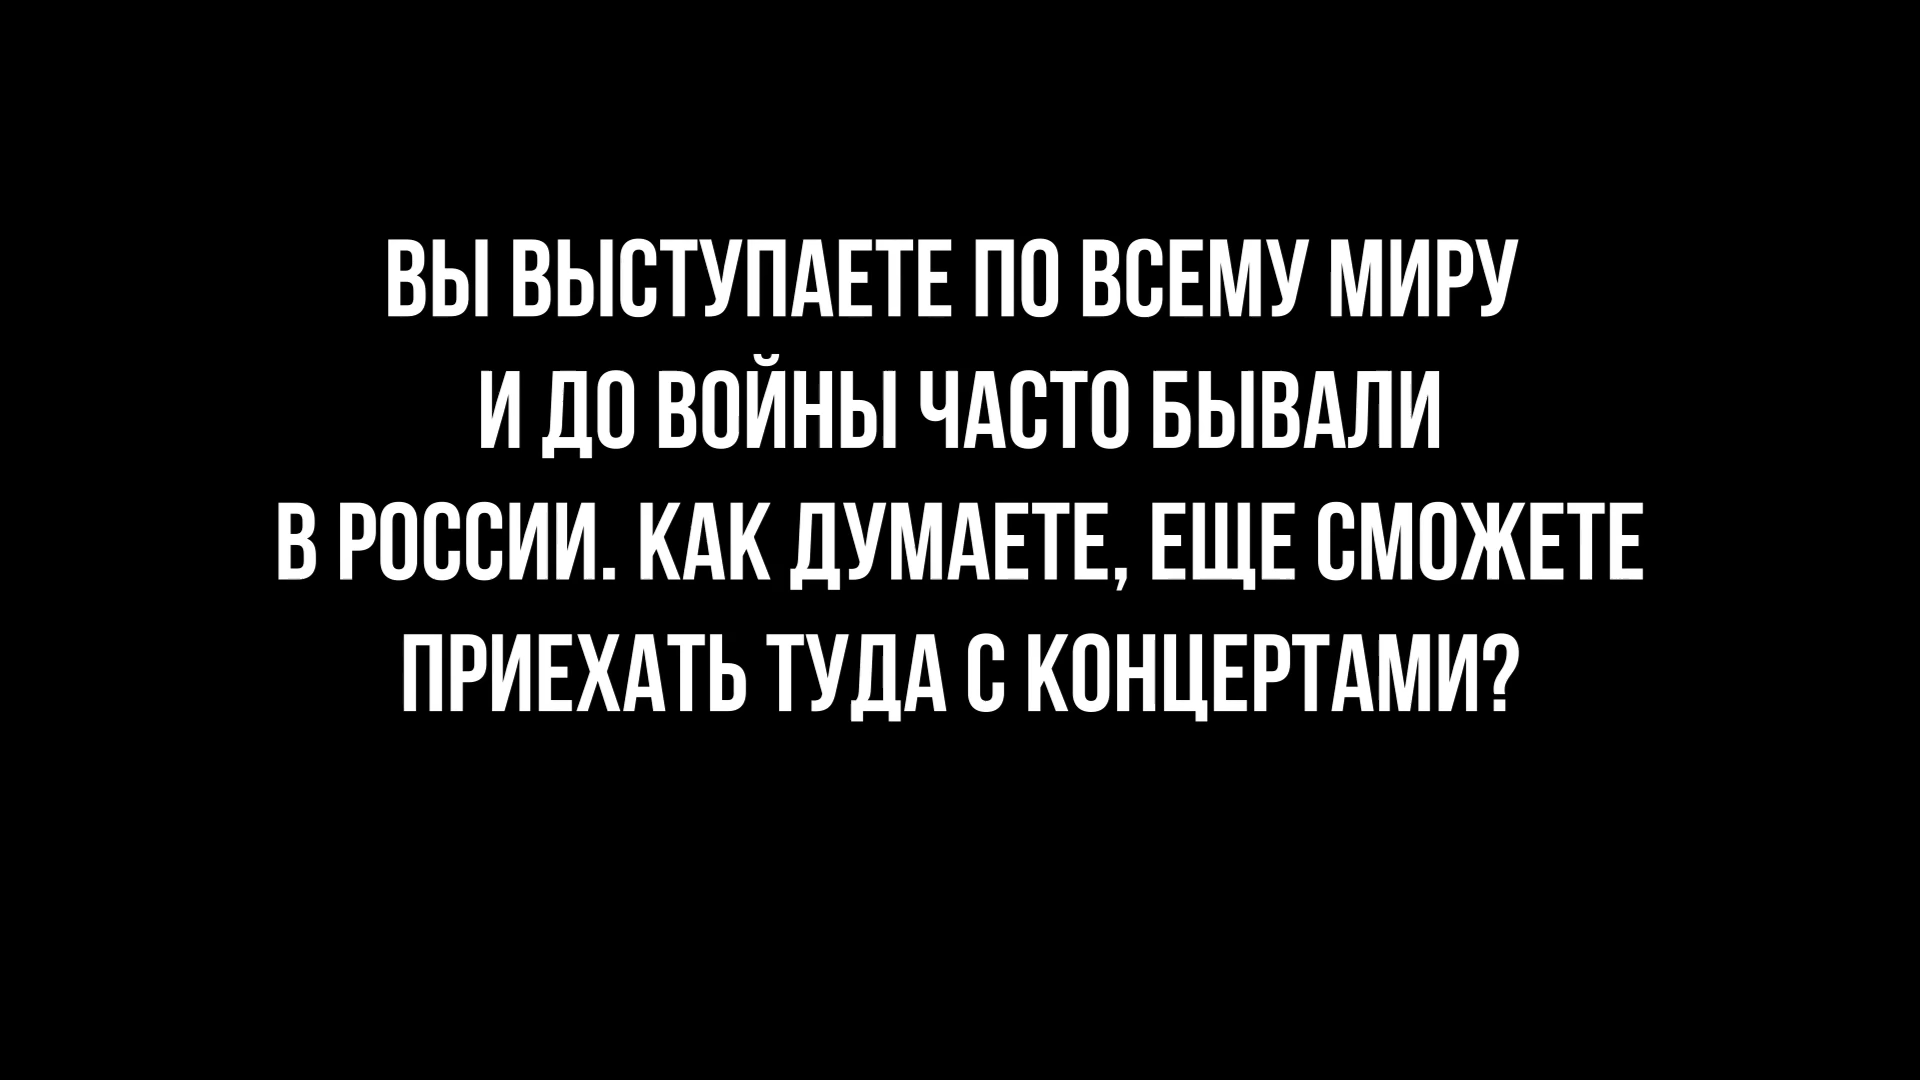 ВЫ ВЫСТУПАЕТЕ ПО ВСЕМУ МИРУ
И ДО ВОЙНЫ ЧАСТО БЫВАЛИ
В РОССИИ. КАК ДУМАЕТЕ, ЕЩЕ СМОЖЕТЕ
ПРИЕХАТЬ ТУДА С КОНЦЕРТАМИ?